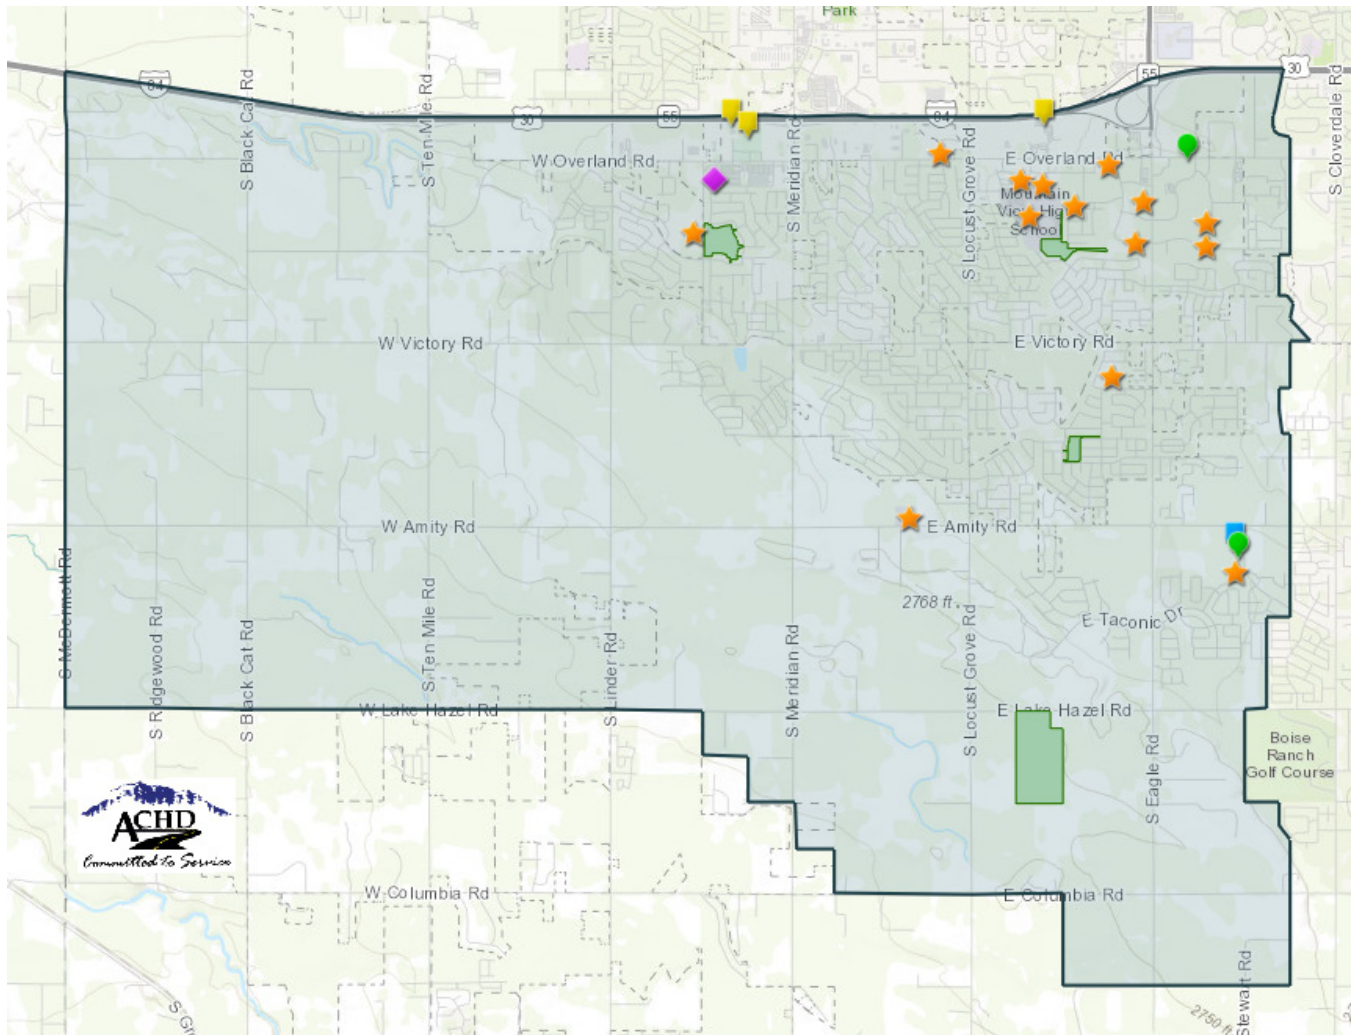 Park
30
S Cloverdale Rd
84
S Black Cat Rd
S Ten Mile Rd
30
55
S Meridian Rd
84
S Locust Grove Rd
55
W Overland Rd
E Overland Rd
Mountain
View High
School
W Victory Rd
E Victory Rd
W Amity Rd
E Amity Rd
S McDermott Rd
S Ridgewood Rd
S Black Cat Rd
S Ten Mile Rd
S Linder Rd
S Meridian Rd
2768 ft
S Locust Grove Rd
E Taconic Dr
W Lake Hazel Rd
E Lake Hazel Rd
S Eagle Rd
Boise
Ranch
Golf Course
ACHD
Committed to Service
W Columbia Rd
E Columbia Rd
Stewart Rd
2750 ft